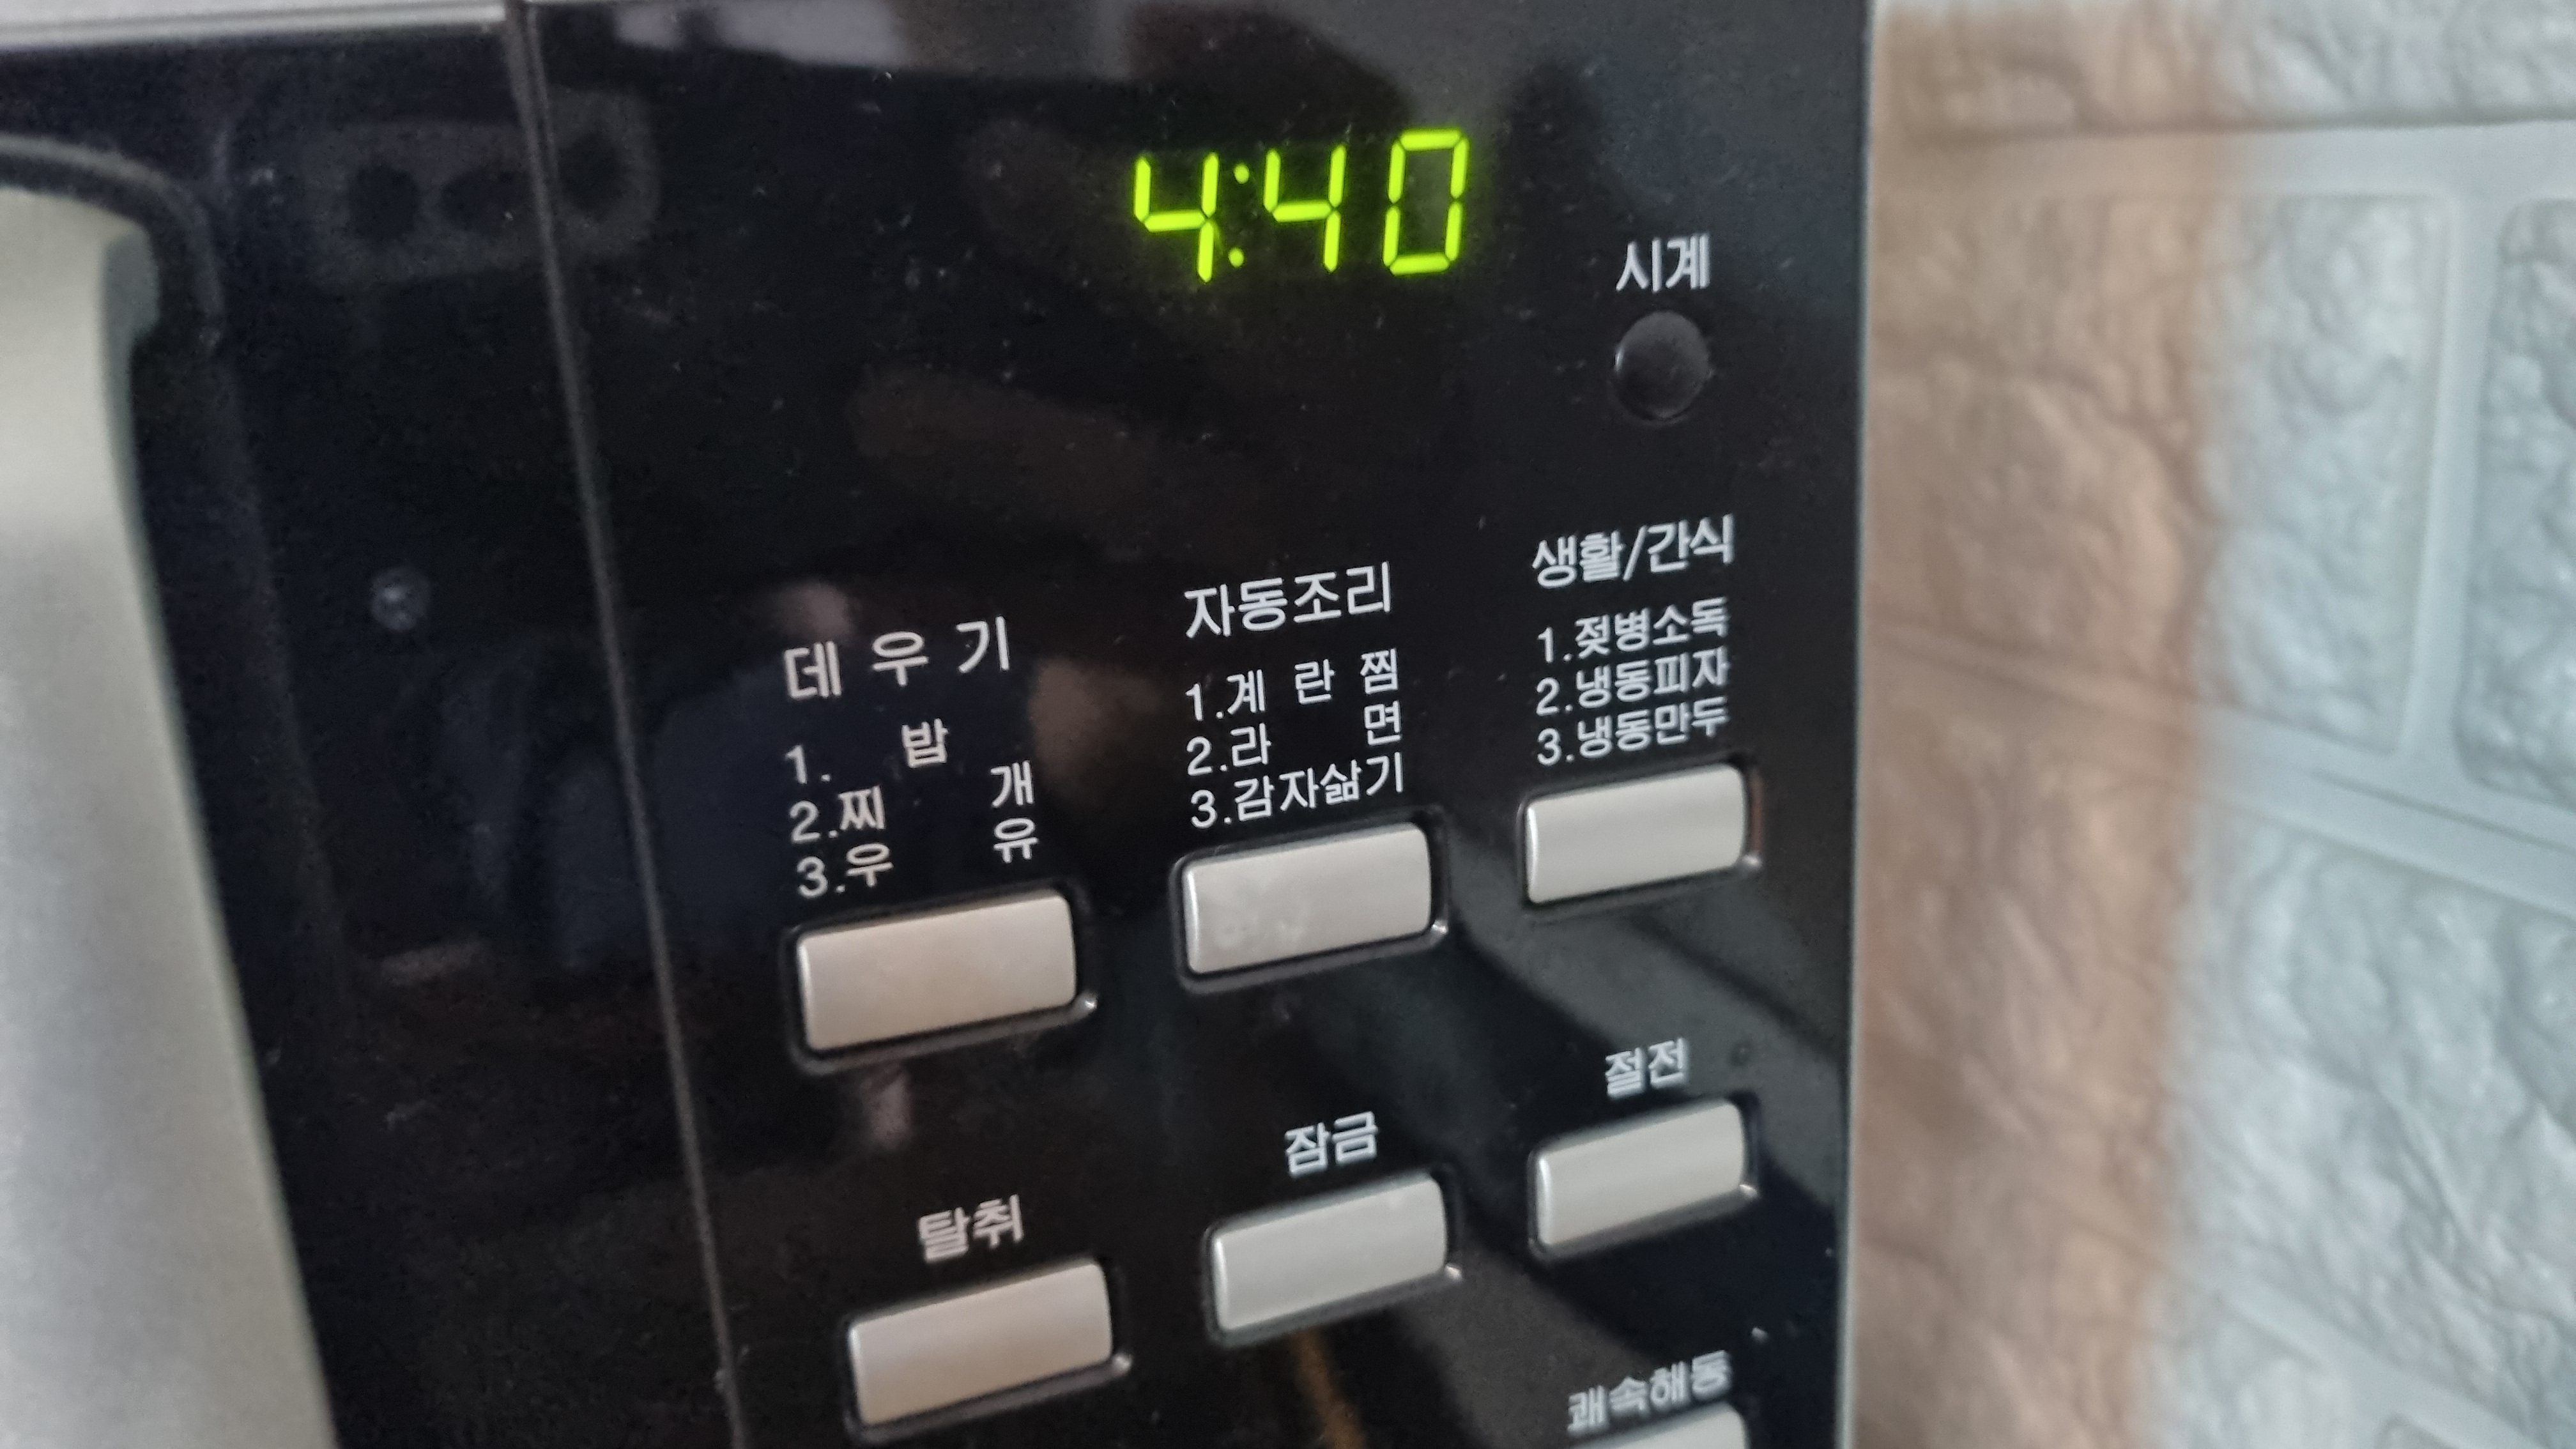 4:40
시계
데우기
1. 밥
2.찌 개
3.우 유
자동조리
1.계 란 찜
2.라 면
3.감자삶기
생활/간식
1.젖병소독
2.냉동피자
3.냉동만두
탈취
잠금
절전
쾌속해동